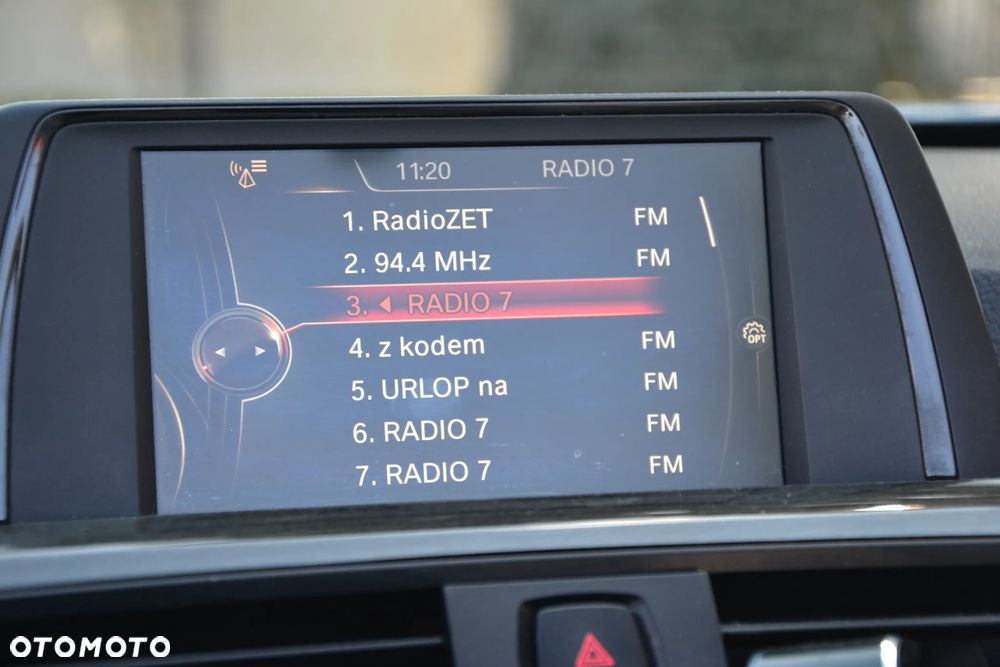 11:20 RADIO 7
1. RadioZET FM
2. 94.4 MHz FM
3. ◄ RADIO 7
4. z kodem FM
5. URLOP na FM
6. RADIO 7 FM
7. RADIO 7 FM
OPT
OTOMOTO